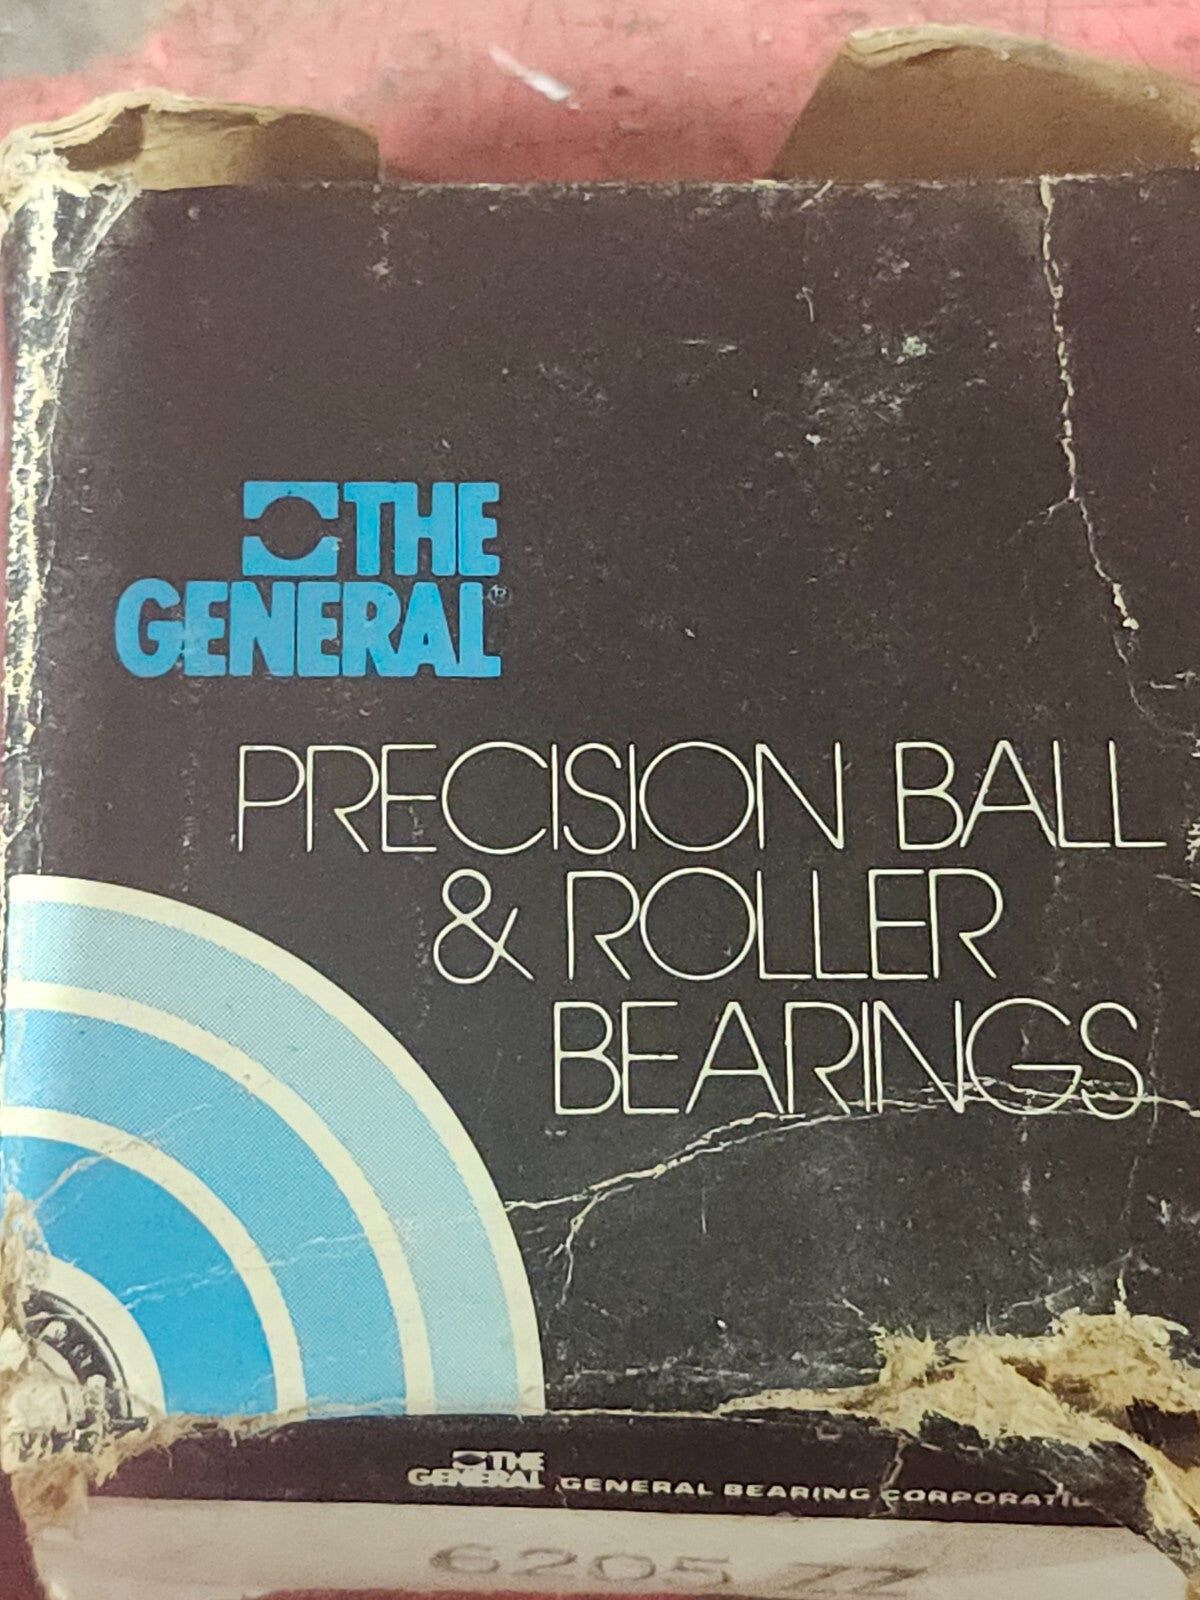 THE
GENERAL®
PRECISION BALL
& ROLLER
BEARINGS
THE
GENERAL GENERAL BEARING CORPORATI
6205 ZZ